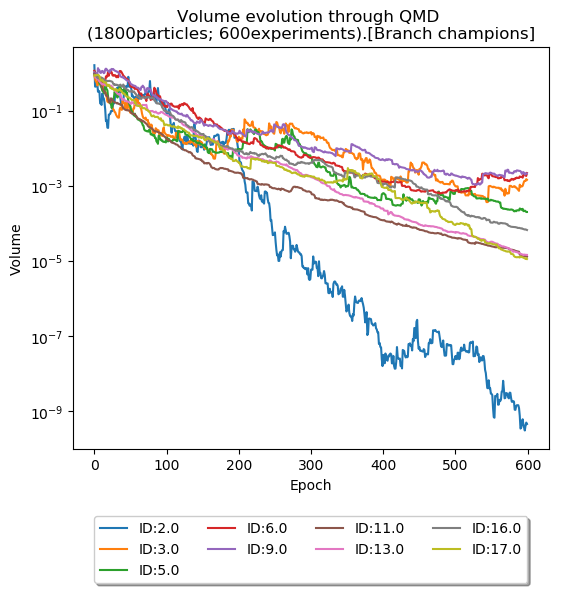 Volume evolution through QMD
(1800particles; 600experiments).[Branch champions]
Volume
10⁻¹
10⁻³
10⁻⁵
10⁻⁷
10⁻⁹
0 100 200 300 400 500 600
Epoch
ID:2.0 ID:6.0 ID:11.0 ID:16.0
ID:3.0 ID:9.0 ID:13.0 ID:17.0
ID:5.0